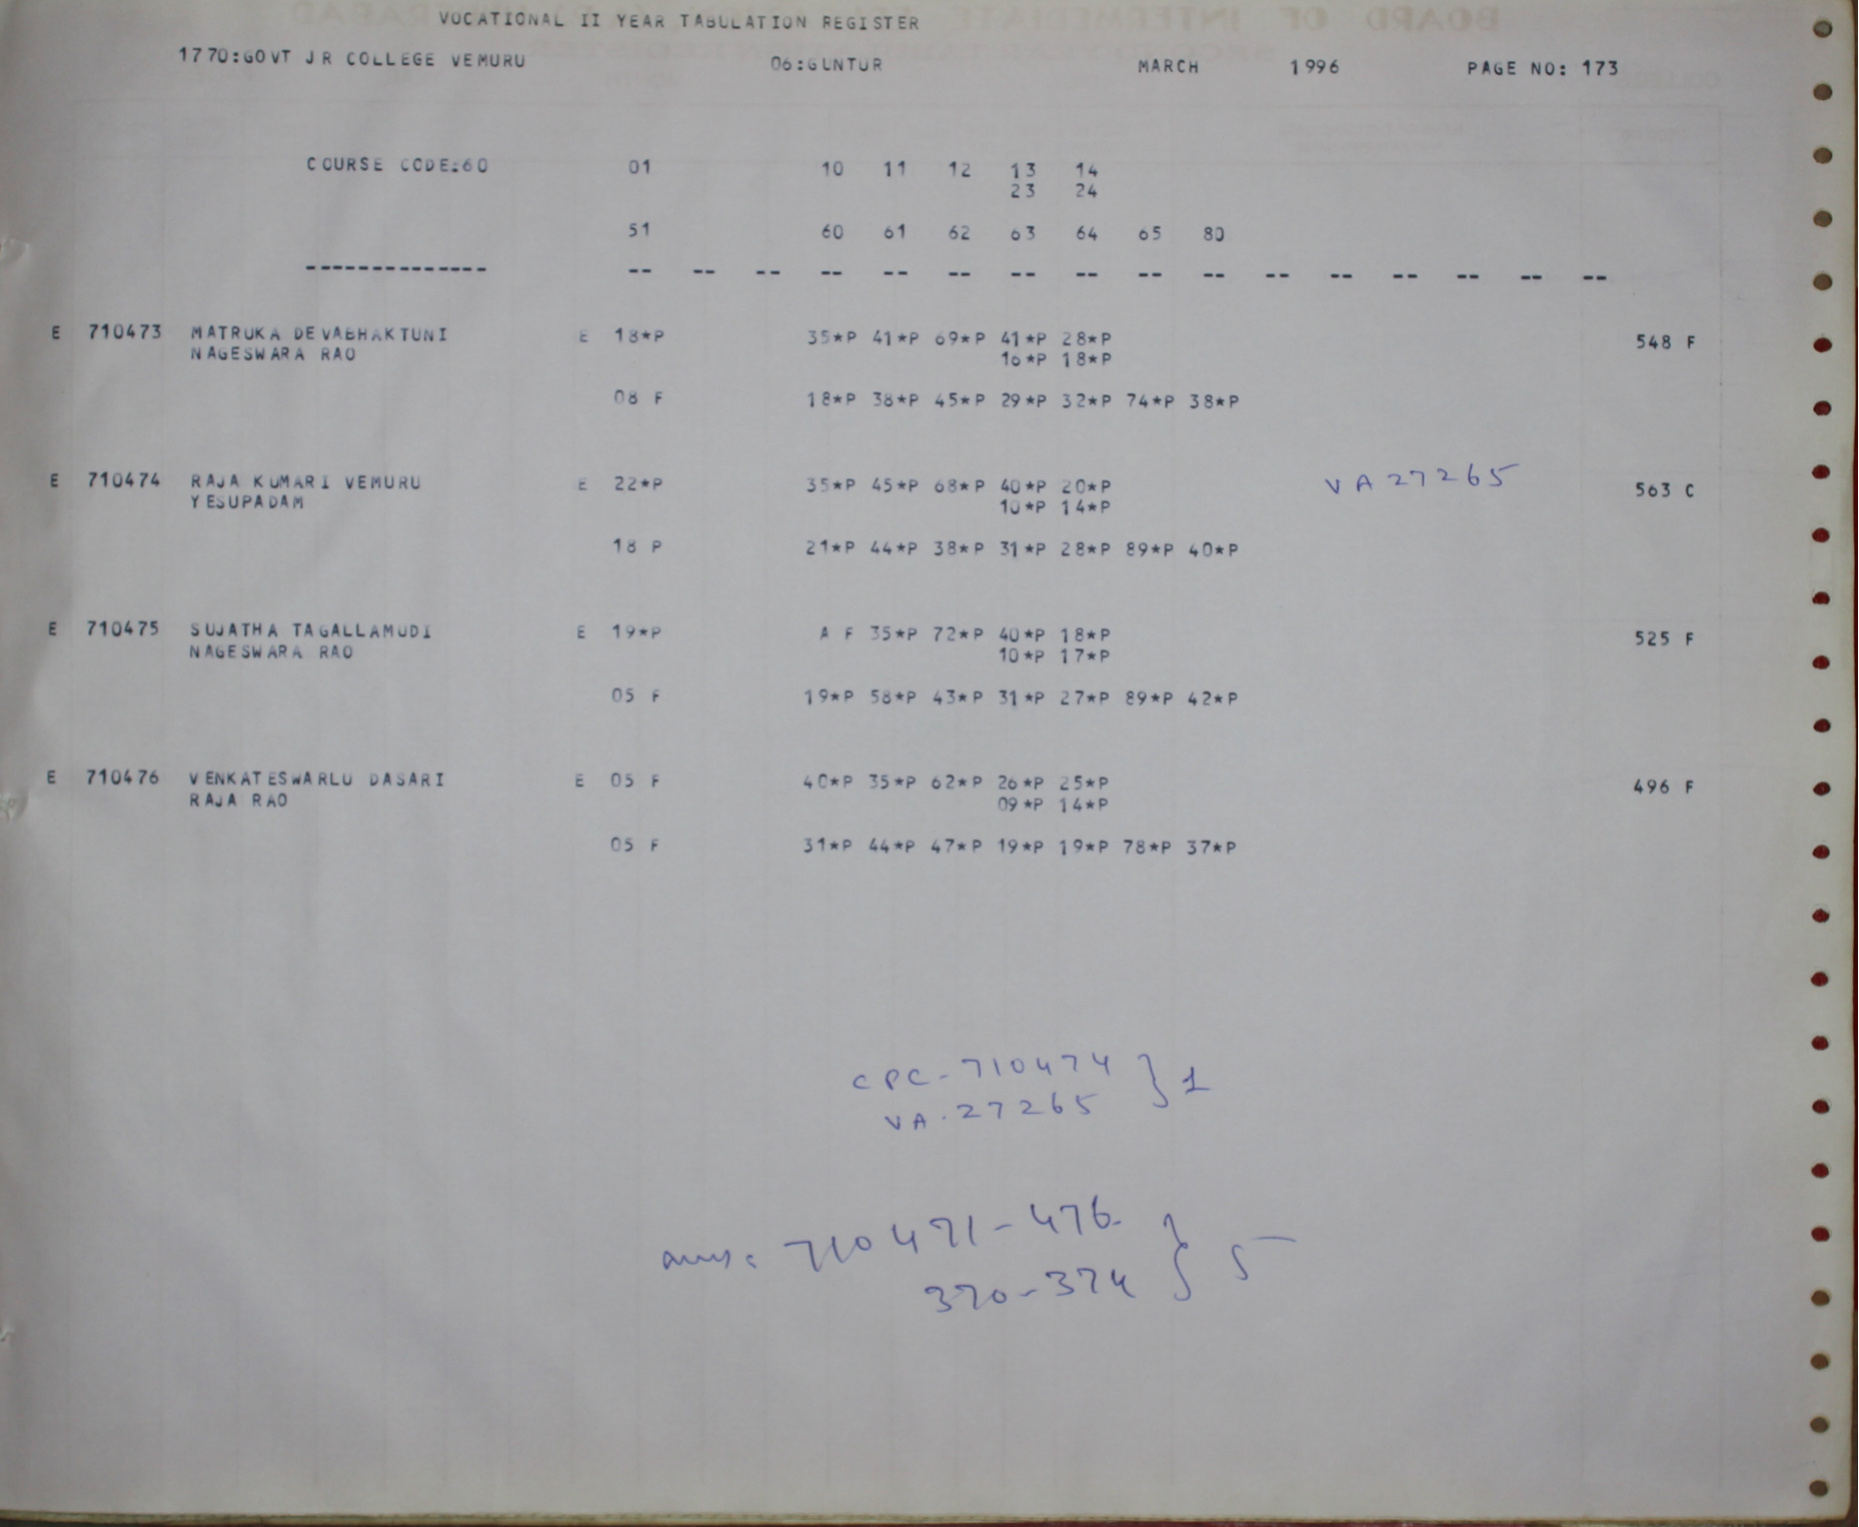 VOCATIONAL II YEAR TABULATION REGISTER
1770:GOVT JR COLLEGE VEMURU 06:GUNTUR MARCH 1996 PAGE NO: 173
COURSE CODE:60 01 10 11 12 13 14
23 24
51 60 61 62 63 64 65 80
-------------- -- -- -- -- -- -- -- -- -- -- -- -- -- -- -- --
E 710473 MATRUKA DEVABHAKTUNI E 18*P 35*P 41*P 69*P 41*P 28*P 548 F
NAGESWARA RAO 16*P 18*P
08 F 18*P 38*P 45*P 29*P 32*P 74*P 38*P
E 710474 RAJA KUMARI VEMURU E 22*P 35*P 45*P 68*P 40*P 20*P VA 27265 563 C
YESUPADAM 10*P 14*P
18 P 21*P 44*P 38*P 31*P 28*P 89*P 40*P
E 710475 SUJATHA TAGALLAMUDI E 19*P A F 35*P 72*P 40*P 18*P 525 F
NAGESWARA RAO 10*P 17*P
05 F 19*P 58*P 43*P 31*P 27*P 89*P 42*P
E 710476 VENKATESWARLU DASARI E 05 F 40*P 35*P 62*P 26*P 25*P 496 F
RAJA RAO 09*P 14*P
05 F 31*P 44*P 47*P 19*P 19*P 78*P 37*P
CPC-710474 } 1
VA.27265
710471-476 } 5
370-374